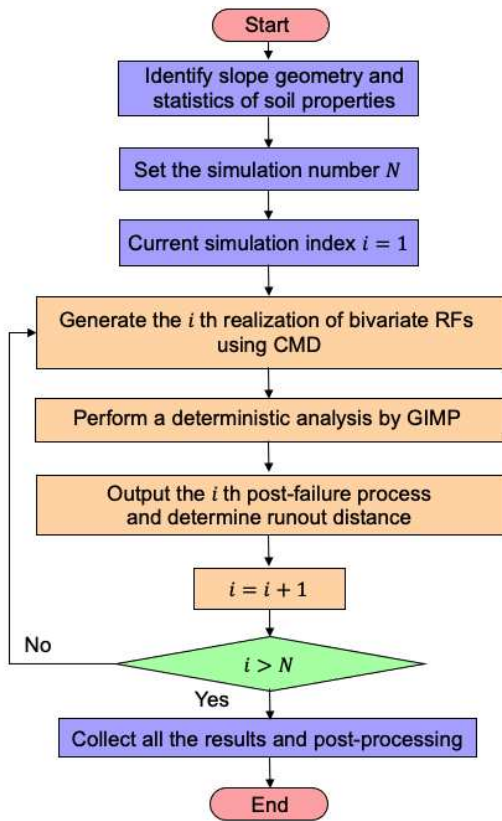 Start
Identify slope geometry and
statistics of soil properties
Set the simulation number N
Current simulation index i = 1
Generate the i th realization of bivariate RFs
using CMD
Perform a deterministic analysis by GIMP
Output the i th post-failure process
and determine runout distance
i = i + 1
No
i > N
Yes
Collect all the results and post-processing
End